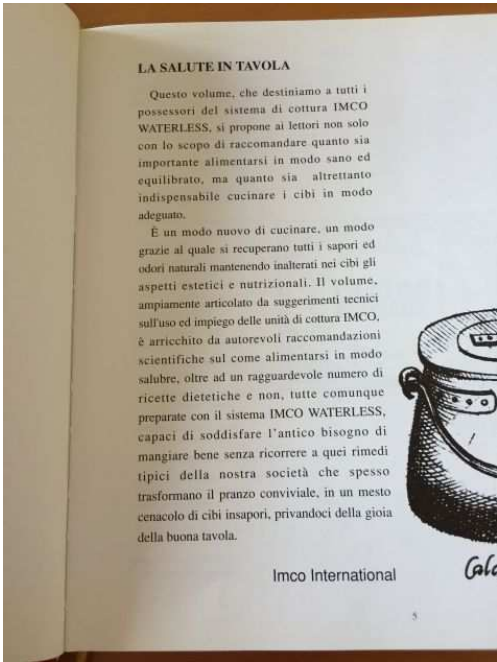 LA SALUTE IN TAVOLA
Questo volume, che destiniamo a tutti i
possessori del sistema di cottura IMCO
WATERLESS, si propone ai lettori non solo
con lo scopo di raccomandare quanto sia
importante alimentarsi in modo sano ed
equilibrato, ma quanto sia altrettanto
indispensabile cucinare i cibi in modo
adeguato.
È un modo nuovo di cucinare, un modo
grazie al quale si recuperano tutti i sapori ed
odori naturali mantenendo inalterati nei cibi gli
aspetti estetici e nutrizionali. Il volume,
ampiamente articolato da suggerimenti tecnici
sull'uso ed impiego delle unità di cottura IMCO,
è arricchito da autorevoli raccomandazioni
scientifiche sul come alimentarsi in modo
salubre, oltre ad un ragguardevole numero di
ricette dietetiche e non, tutte comunque
preparate con il sistema IMCO WATERLESS,
capaci di soddisfare l'antico bisogno di
mangiare bene senza ricorrere a quei rimedi
tipici della nostra società che spesso
trasformano il pranzo conviviale, in un mesto
cenacolo di cibi insapori, privandoci della gioia
della buona tavola.
Imco International
5